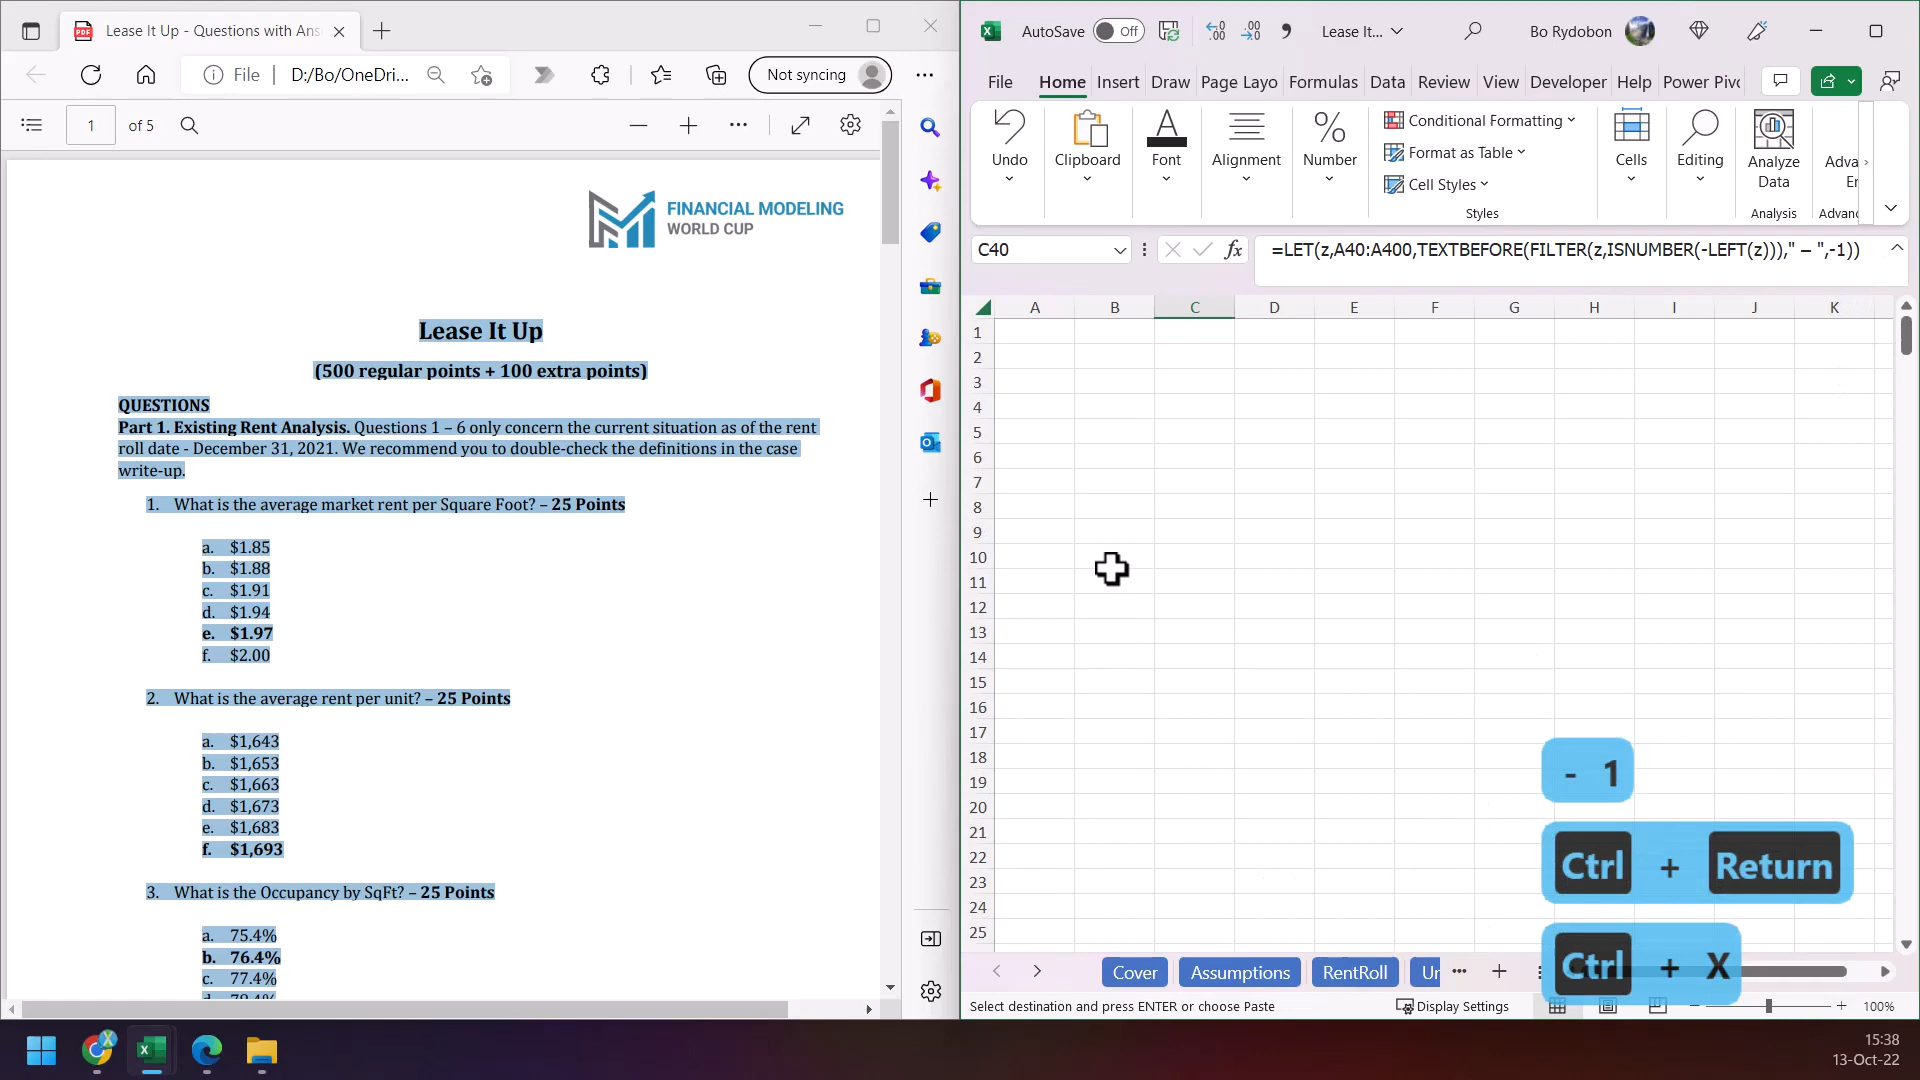 Lease It Up - Questions with Ans
File
D:/Bo/OneDri...
Not syncing
1
of 5
FINANCIAL MODELING
WORLD CUP
Lease It Up
(500 regular points + 100 extra points)
QUESTIONS
Part 1. Existing Rent Analysis. Questions 1 – 6 only concern the current situation as of the rent
roll date - December 31, 2021. We recommend you to double-check the definitions in the case
write-up.
1. What is the average market rent per Square Foot? – 25 Points
a. $1.85
b. $1.88
c. $1.91
d. $1.94
e. $1.97
f. $2.00
2. What is the average rent per unit? – 25 Points
a. $1,643
b. $1,653
c. $1,663
d. $1,673
e. $1,683
f. $1,693
3. What is the Occupancy by SqFt? – 25 Points
a. 75.4%
b. 76.4%
c. 77.4%
AutoSave Off
Lease It...
Bo Rydobon
File Home Insert Draw Page Layo Formulas Data Review View Developer Help Power Piv
Undo
Clipboard
Font
Alignment
Number
Conditional Formatting
Format as Table
Cell Styles
Styles
Cells
Editing
Analyze
Data
Analysis
Adva
Er
Advanc
C40
fx
=LET(z,A40:A400,TEXTBEFORE(FILTER(z,ISNUMBER(-LEFT(z)))," – ",-1))
A B C D E F G H I J K
1
2
3
4
5
6
7
8
9
10
11
12
13
14
15
16
17
18
19
20
21
22
23
24
25
- 1
Ctrl + Return
Ctrl + X
Cover
Assumptions
RentRoll
Ur
Select destination and press ENTER or choose Paste
Display Settings
100%
15:38
13-Oct-22